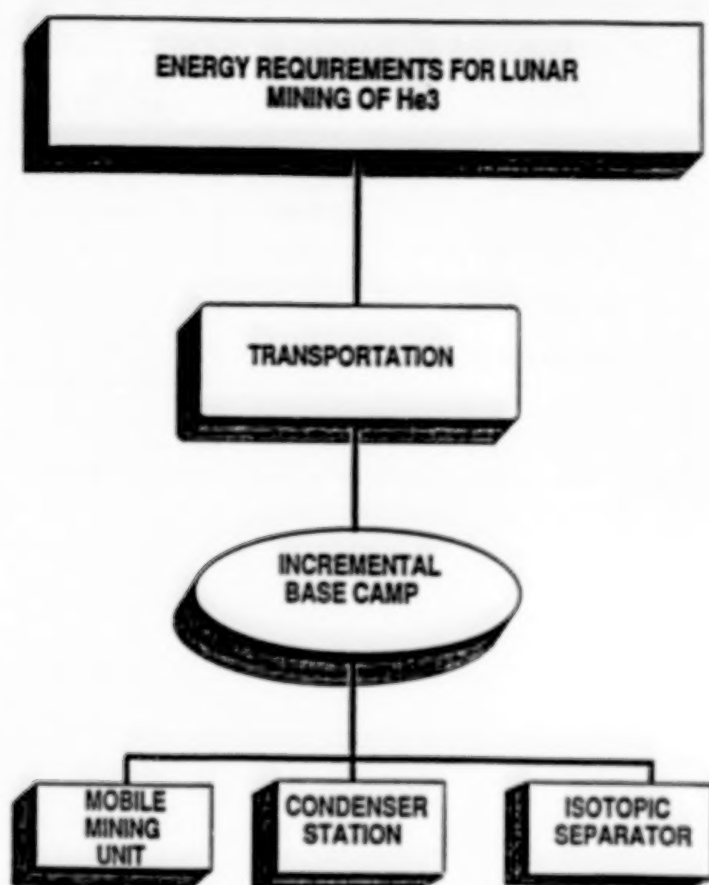 ENERGY REQUIREMENTS FOR LUNAR
MINING OF He3
TRANSPORTATION
INCREMENTAL
BASE CAMP
MOBILE
MINING
UNIT
CONDENSER
STATION
ISOTOPIC
SEPARATOR